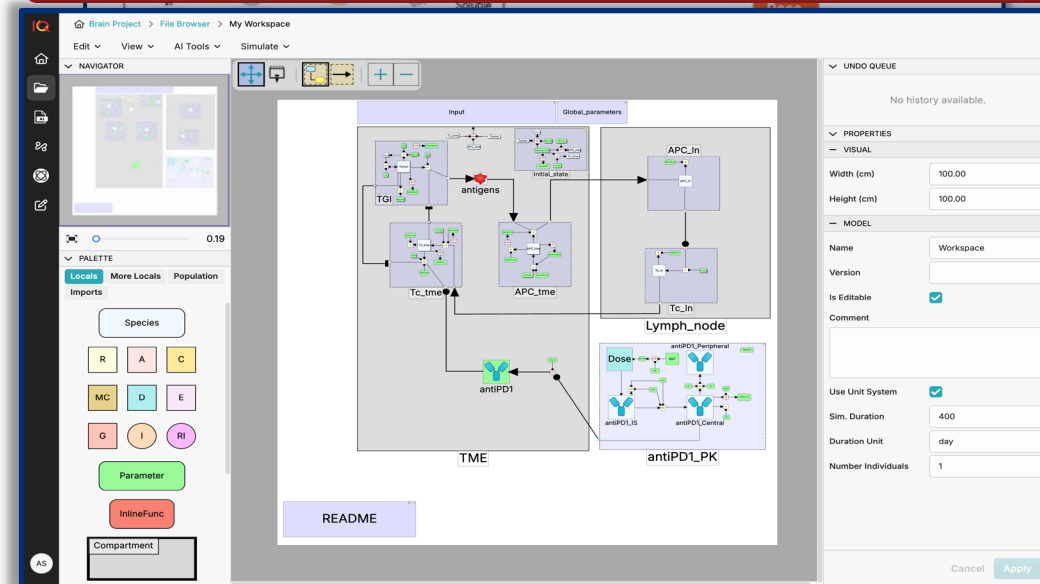 Soluble
Dose
IQ
Brain Project > File Browser > My Workspace
Edit View AI Tools Simulate
NAVIGATOR
0.19
PALETTE
Locals More Locals Population
Imports
Species
R A C
MC D E
G I RI
Parameter
InlineFunc
Compartment
AS
Input Global_parameters
Initial_state
TGI
antigens
Tc_tme
APC_tme
antiPD1
TME
APC_ln
Tc_ln
Lymph_node
antiPD1_Peripheral
Dose
antiPD1_IS
antiPD1_Central
antiPD1_PK
README
UNDO QUEUE
No history available.
PROPERTIES
VISUAL
Width (cm) 100.00
Height (cm) 100.00
MODEL
Name Workspace
Version
Is Editable
Comment
Use Unit System
Sim. Duration 400
Duration Unit day
Number Individuals 1
Cancel Apply